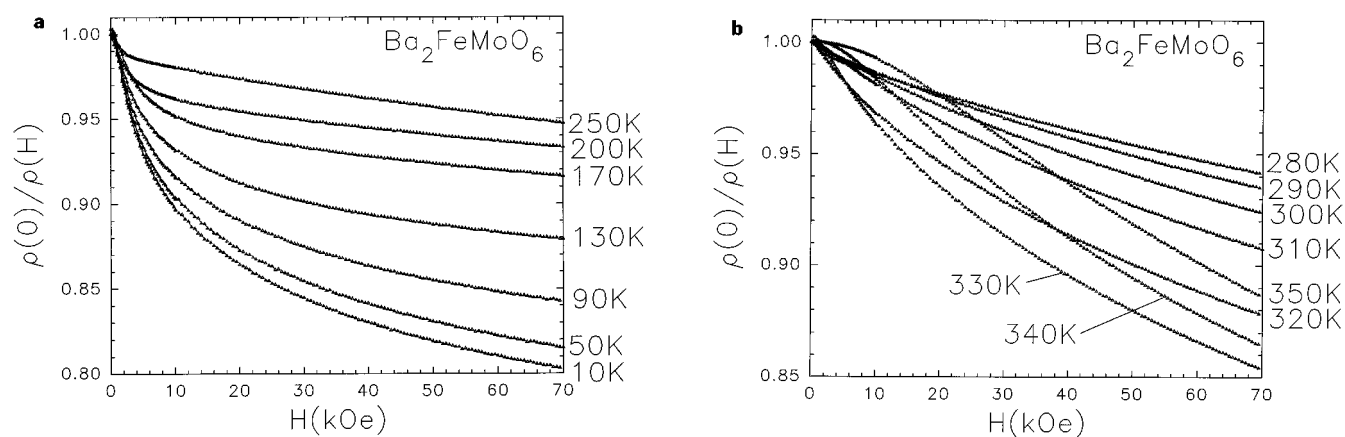 a
Ba₂FeMoO₆
ρ(0)/ρ(H)
1.00
0.95
0.90
0.85
0.80
250K
200K
170K
130K
90K
50K
10K
0 10 20 30 40 50 60 70
H(kOe)
b
Ba₂FeMoO₆
ρ(0)/ρ(H)
1.00
0.95
0.90
0.85
280K
290K
300K
310K
350K
320K
330K
340K
0 10 20 30 40 50 60 70
H(kOe)